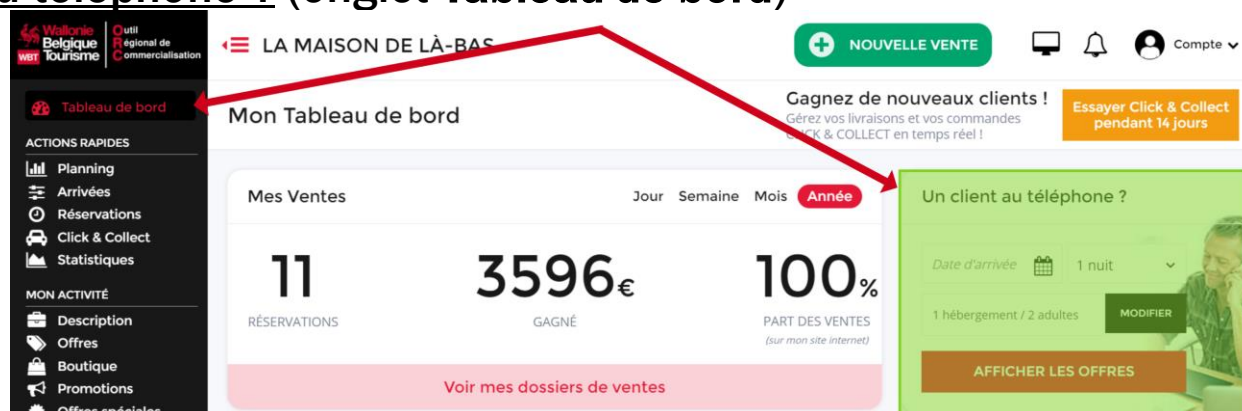 téléphone ? (onglet Tableau de bord)
Wallonie Belgique Tourisme
WBT
Outil Régional de Commercialisation
LA MAISON DE LÀ-BAS
NOUVELLE VENTE
Compte
Tableau de bord
Mon Tableau de bord
Gagnez de nouveaux clients !
Gérez vos livraisons et vos commandes
CLICK & COLLECT en temps réel !
Essayer Click & Collect
pendant 14 jours
ACTIONS RAPIDES
Planning
Arrivées
Réservations
Click & Collect
Statistiques
MON ACTIVITÉ
Description
Offres
Boutique
Promotions
Offres spéciales
Mes Ventes
Jour Semaine Mois Année
11
RÉSERVATIONS
3596€
GAGNÉ
100%
PART DES VENTES
(sur mon site internet)
Voir mes dossiers de ventes
Un client au téléphone ?
Date d'arrivée
1 nuit
1 hébergement / 2 adultes
MODIFIER
AFFICHER LES OFFRES